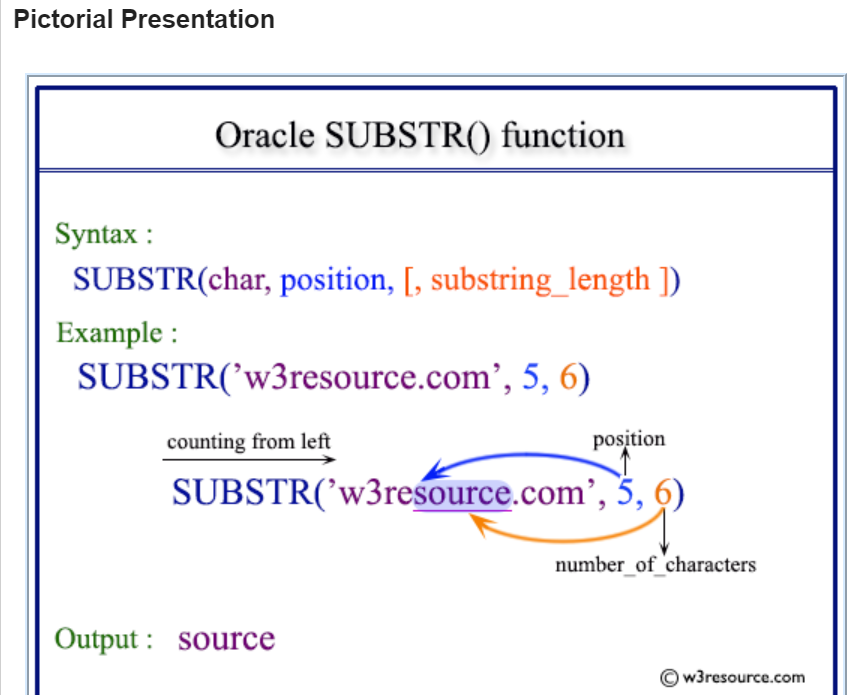 Pictorial Presentation
Oracle SUBSTR() function
Syntax :
SUBSTR(char, position, [, substring_length ])
Example :
SUBSTR(’w3resource.com’, 5, 6)
counting from left
position
SUBSTR(’w3resource.com’, 5, 6)
number_of_characters
Output : source
© w3resource.com